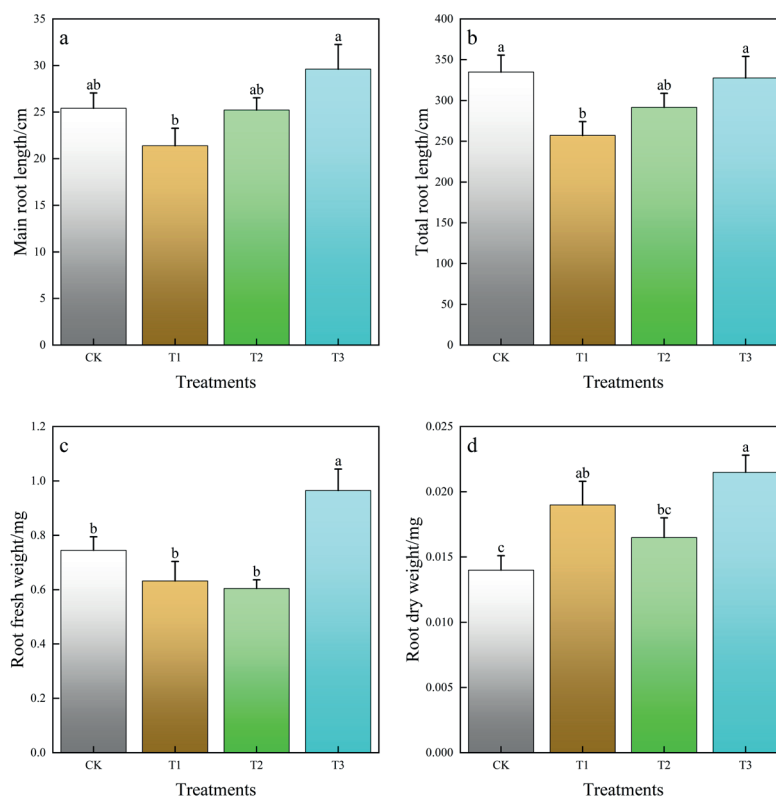 a
Main root length/cm
35
30
25
20
15
10
5
0
ab
b
ab
a
CK
T1
T2
T3
Treatments
b
Total root length/cm
400
350
300
250
200
150
100
50
0
a
b
ab
a
CK
T1
T2
T3
Treatments
c
Root fresh weight/mg
1.2
1.0
0.8
0.6
0.4
0.2
0.0
b
b
b
a
CK
T1
T2
T3
Treatments
d
Root dry weight/mg
0.025
0.020
0.015
0.010
0.005
0.000
c
ab
bc
a
CK
T1
T2
T3
Treatments